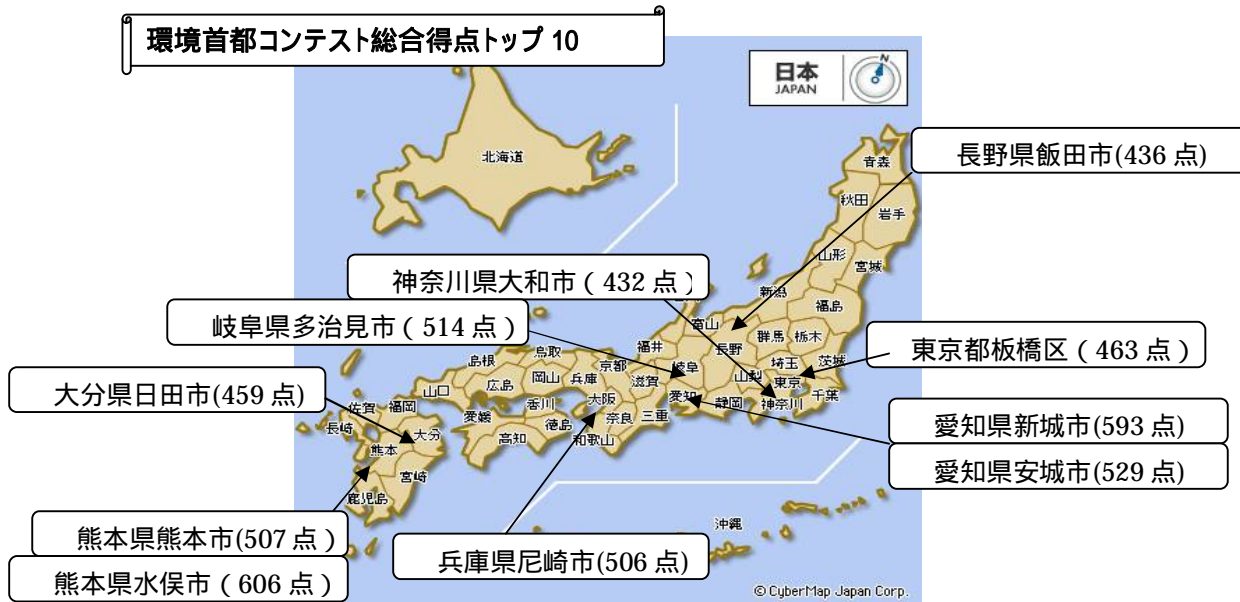 環境首都コンテスト総合得点トップ 10
日本
JAPAN
N
長野県飯田市(436 点)
神奈川県大和市（432 点）
岐阜県多治見市（514 点）
東京都板橋区（463 点）
大分県日田市(459 点)
愛知県新城市(593 点)
愛知県安城市(529 点)
熊本県熊本市(507 点）
熊本県水俣市（606 点）
兵庫県尼崎市(506 点)
北海道
青森
秋田
岩手
山形
宮城
新潟
福島
富山
群馬
栃木
福井
長野
岐阜
埼玉
茨城
山梨
東京
千葉
神奈川
静岡
愛知
滋賀
三重
京都
兵庫
大阪
奈良
和歌山
鳥取
島根
岡山
広島
山口
香川
愛媛
徳島
高知
福岡
佐賀
長崎
大分
熊本
宮崎
鹿児島
沖縄
© CyberMap Japan Corp.